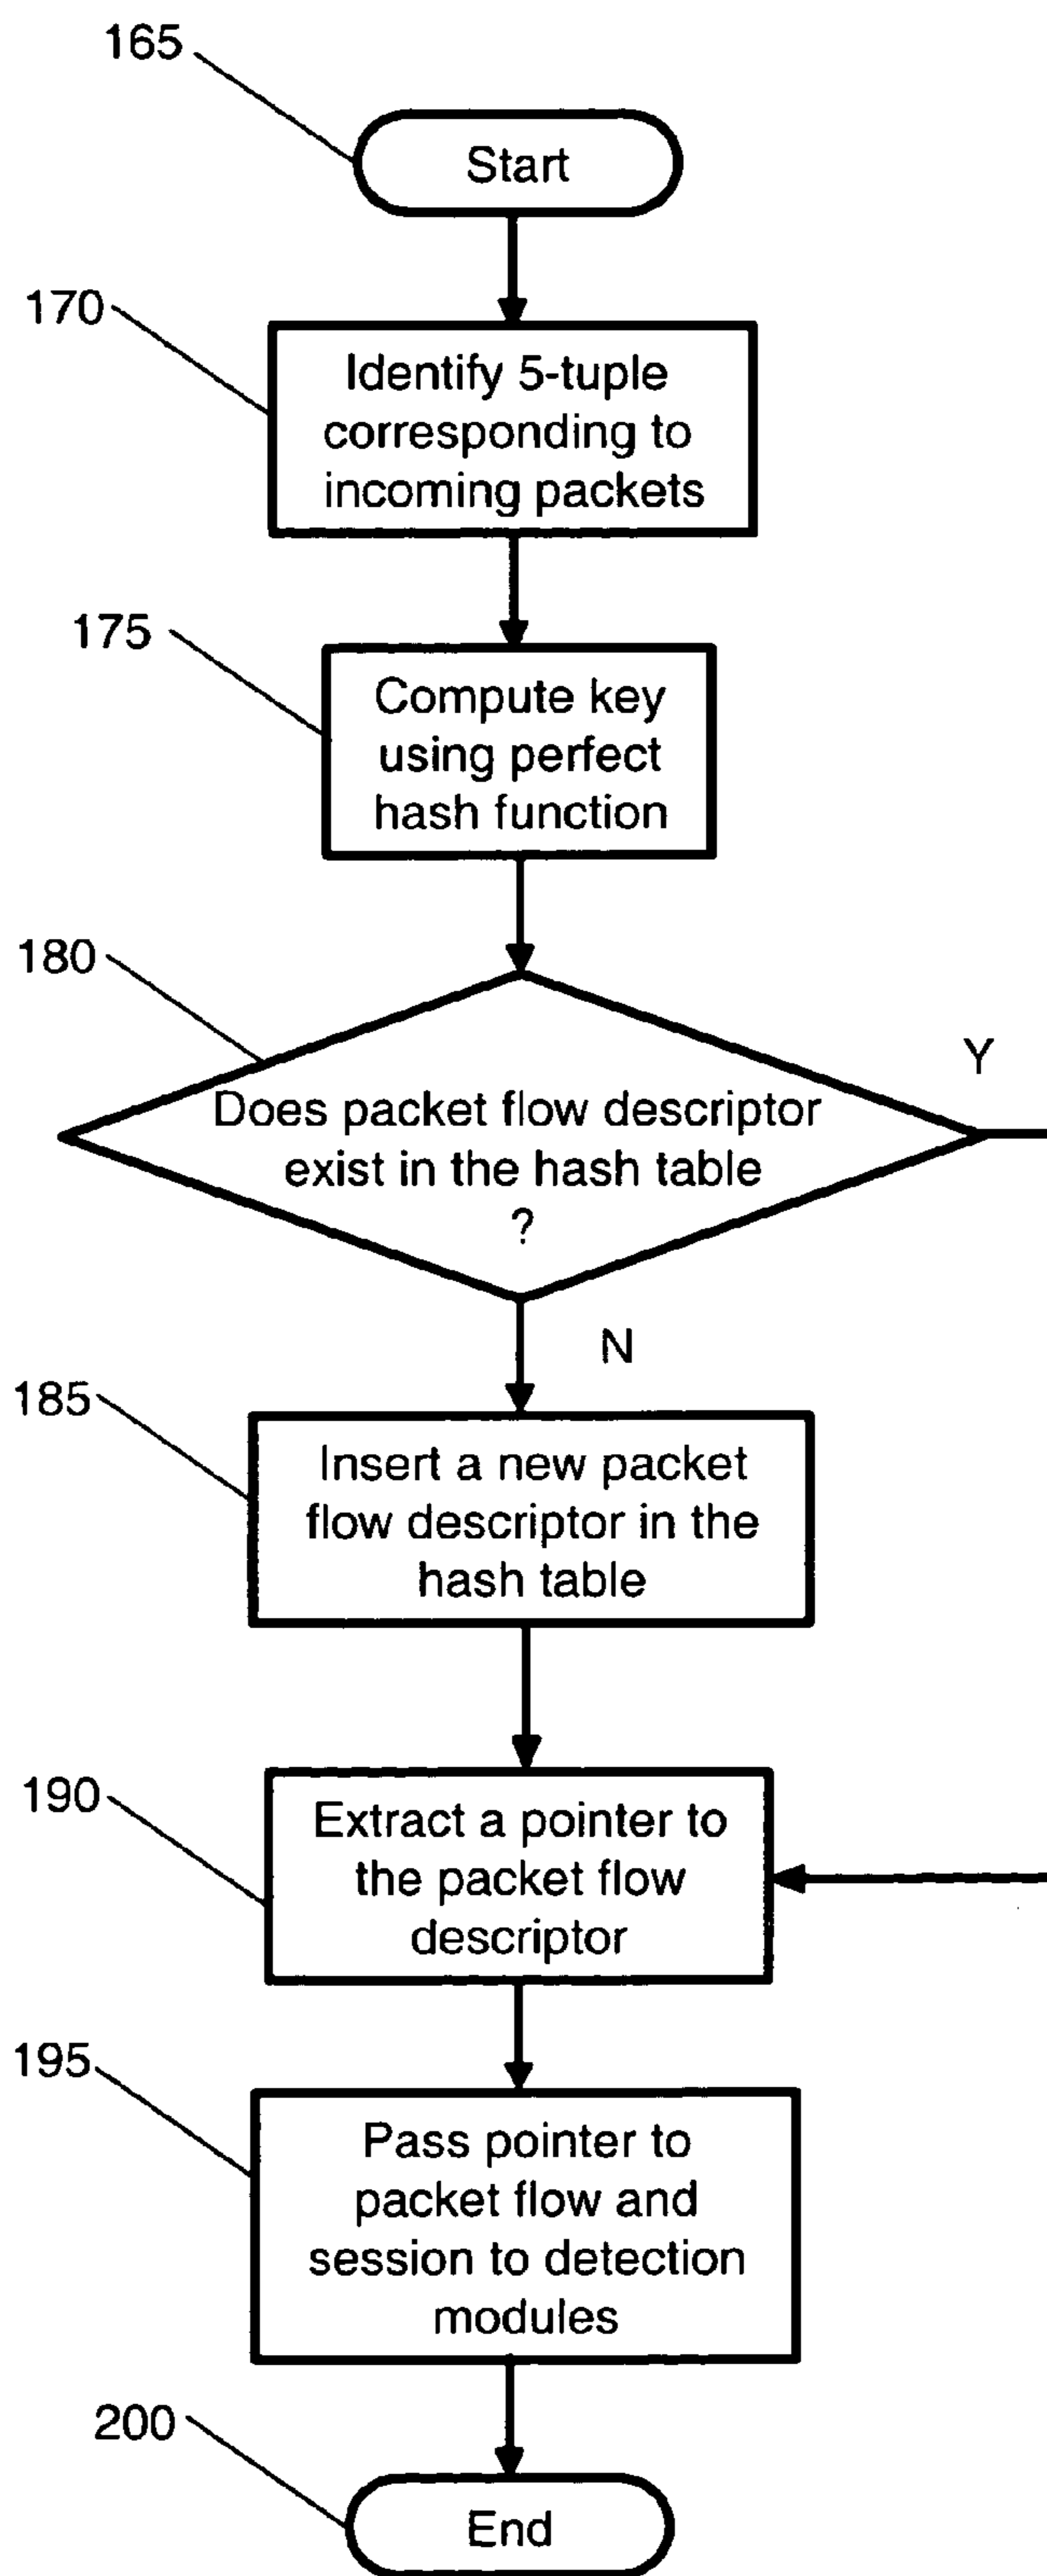 165
Start
170
Identify 5-tuple
corresponding to
incoming packets
175
Compute key
using perfect
hash function
180
Y
Does packet flow descriptor
exist in the hash table
?
N
185
Insert a new packet
flow descriptor in the
hash table
190
Extract a pointer to
the packet flow
descriptor
195
Pass pointer to
packet flow and
session to detection
modules
200
End